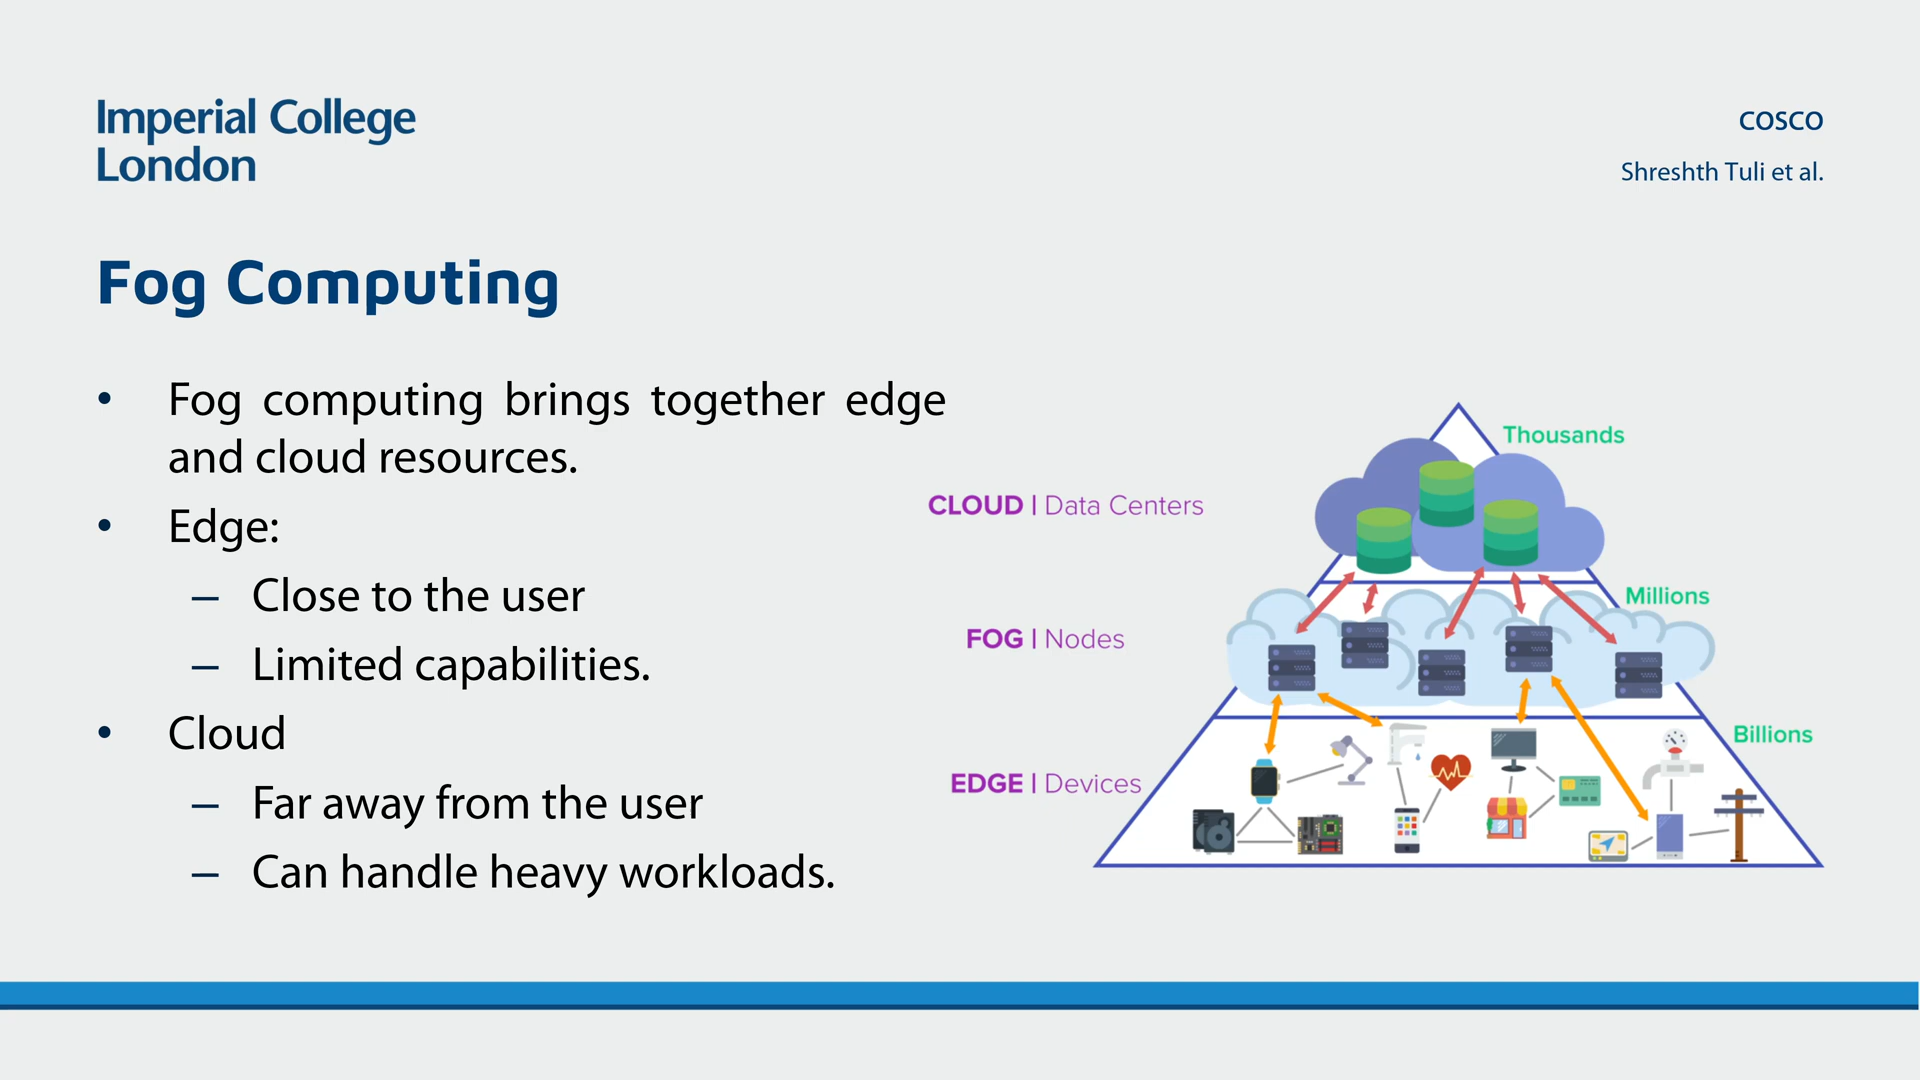 Imperial College
London
COSCO
Shreshth Tuli et al.
Fog Computing
• Fog computing brings together edge
and cloud resources.
• Edge:
– Close to the user
– Limited capabilities.
• Cloud
– Far away from the user
– Can handle heavy workloads.
Thousands
CLOUD | Data Centers
Millions
FOG | Nodes
Billions
EDGE | Devices